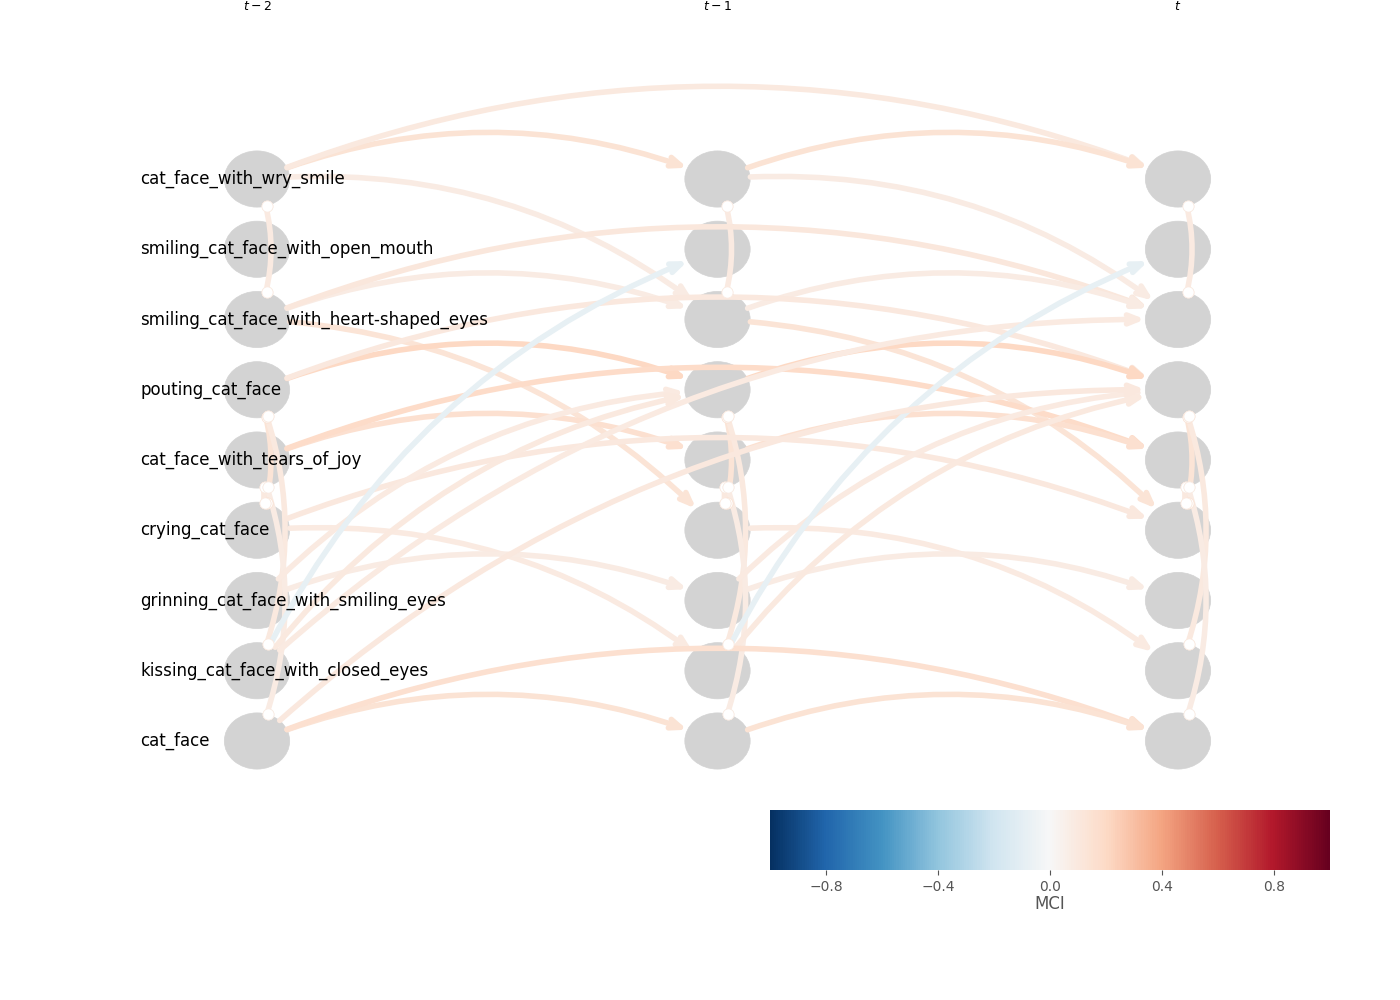 t − 2 t − 1 t
cat_face_with_wry_smile
smiling_cat_face_with_open_mouth
smiling_cat_face_with_heart-shaped_eyes
pouting_cat_face
cat_face_with_tears_of_joy
crying_cat_face
grinning_cat_face_with_smiling_eyes
kissing_cat_face_with_closed_eyes
cat_face
−0.8 −0.4 0.0 0.4 0.8
MCI